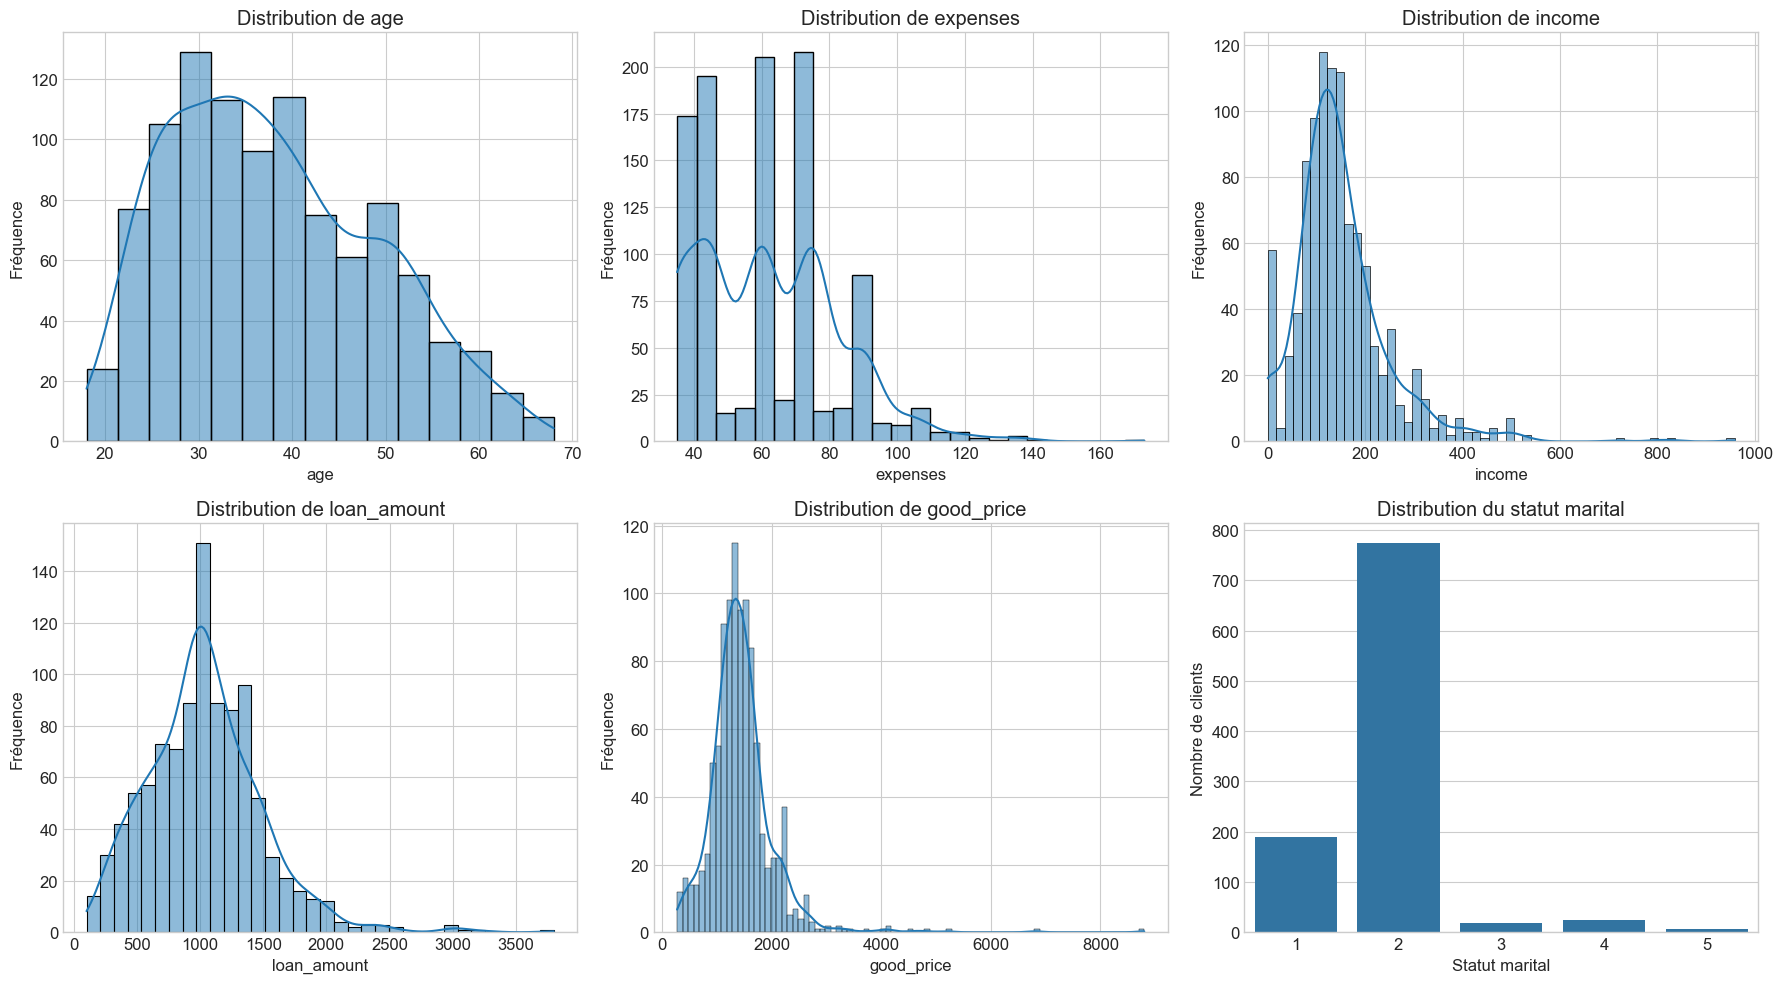 Distribution de age
Fréquence
120
100
80
60
40
20
0
20 30 40 50 60 70
age
Distribution de expenses
Fréquence
200
175
150
125
100
75
50
25
0
40 60 80 100 120 140 160
expenses
Distribution de income
Fréquence
120
100
80
60
40
20
0
0 200 400 600 800 1000
income
Distribution de loan_amount
Fréquence
140
120
100
80
60
40
20
0
0 500 1000 1500 2000 2500 3000 3500
loan_amount
Distribution de good_price
Fréquence
120
100
80
60
40
20
0
0 2000 4000 6000 8000
good_price
Distribution du statut marital
Nombre de clients
800
700
600
500
400
300
200
100
0
1 2 3 4 5
Statut marital